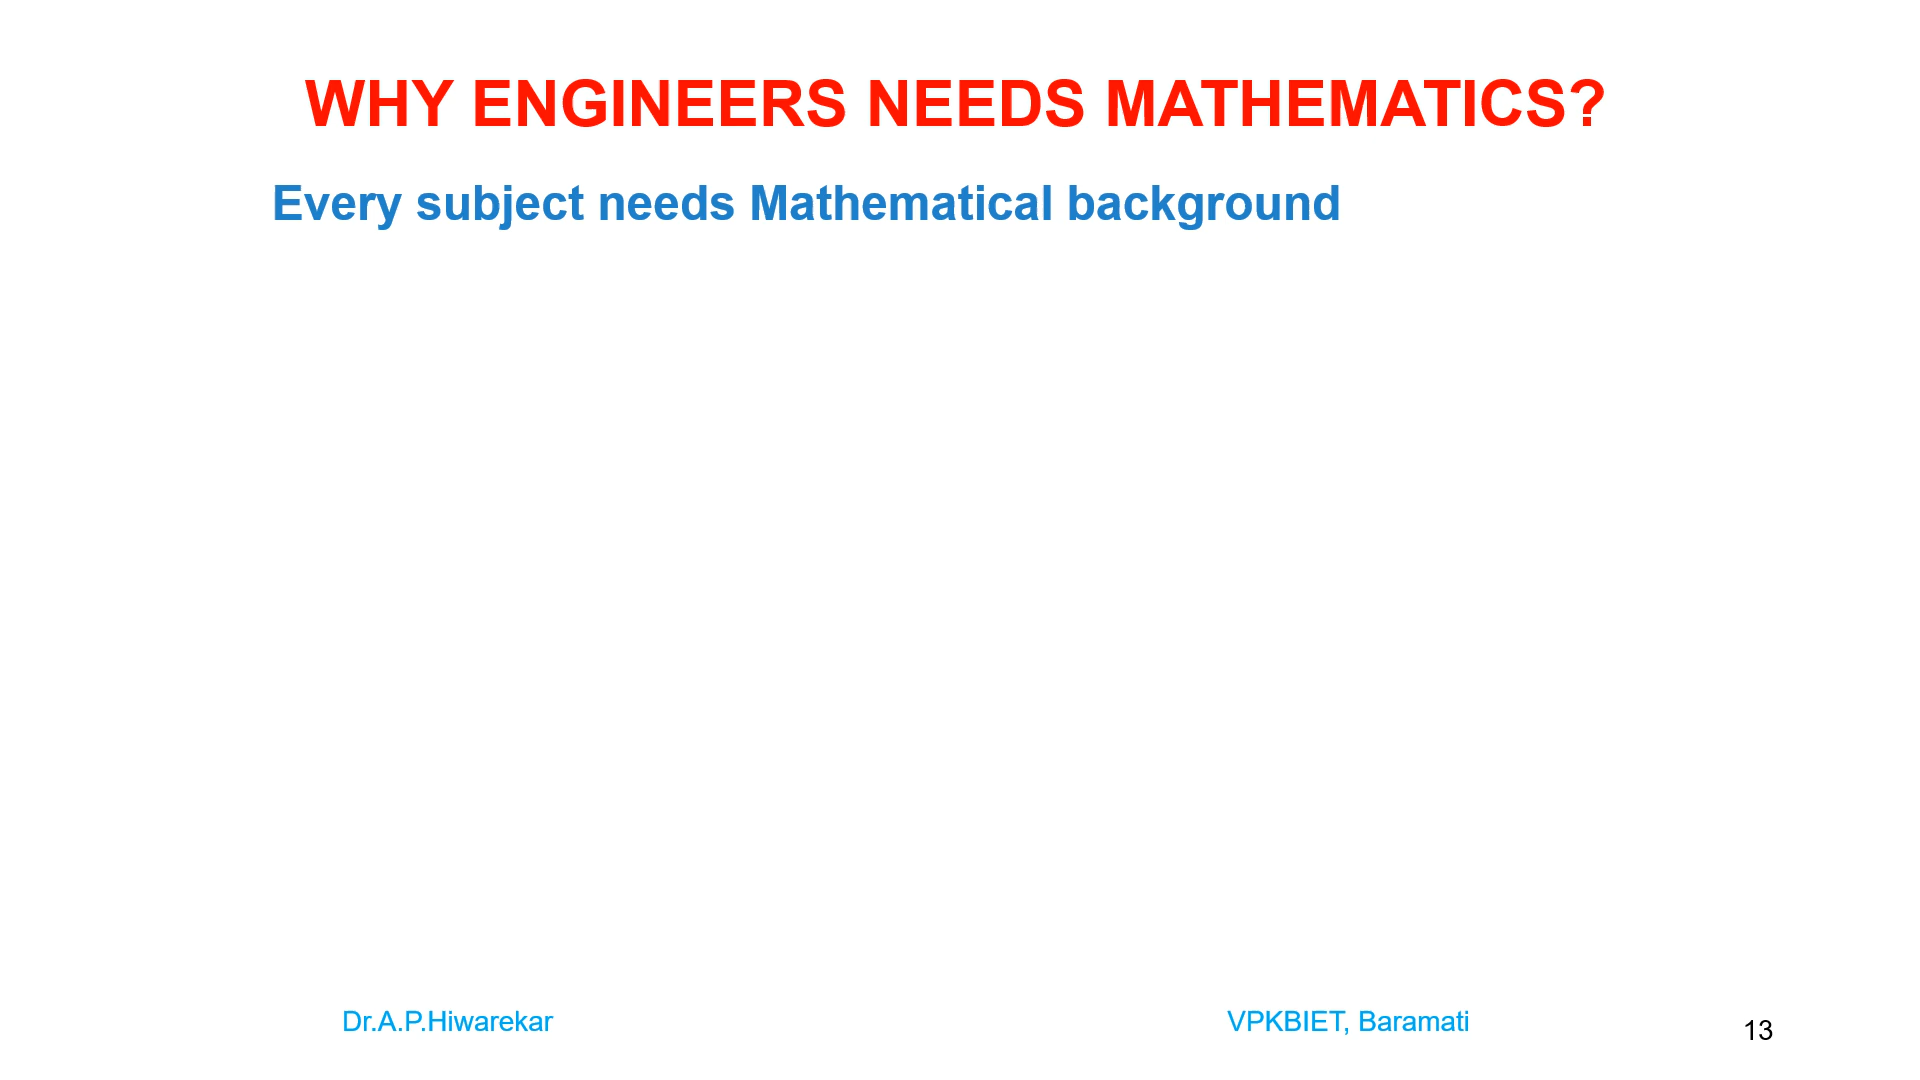 WHY ENGINEERS NEEDS MATHEMATICS?
Every subject needs Mathematical background
Dr.A.P.Hiwarekar
VPKBIET, Baramati
13